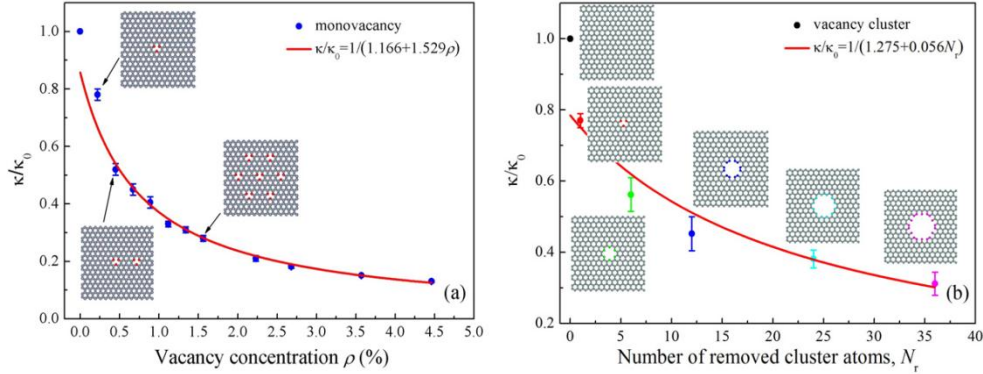 1.0
0.8
0.6
0.4
0.2
0.0
κ/κ₀
monovacancy
κ/κ₀=1/(1.166+1.529ρ)
(a)
0.0 0.5 1.0 1.5 2.0 2.5 3.0 3.5 4.0 4.5 5.0
Vacancy concentration ρ (%)
1.0
0.8
0.6
0.4
0.2
κ/κ₀
vacancy cluster
κ/κ₀=1/(1.275+0.056Nᵣ)
(b)
0 5 10 15 20 25 30 35 40
Number of removed cluster atoms, Nᵣ